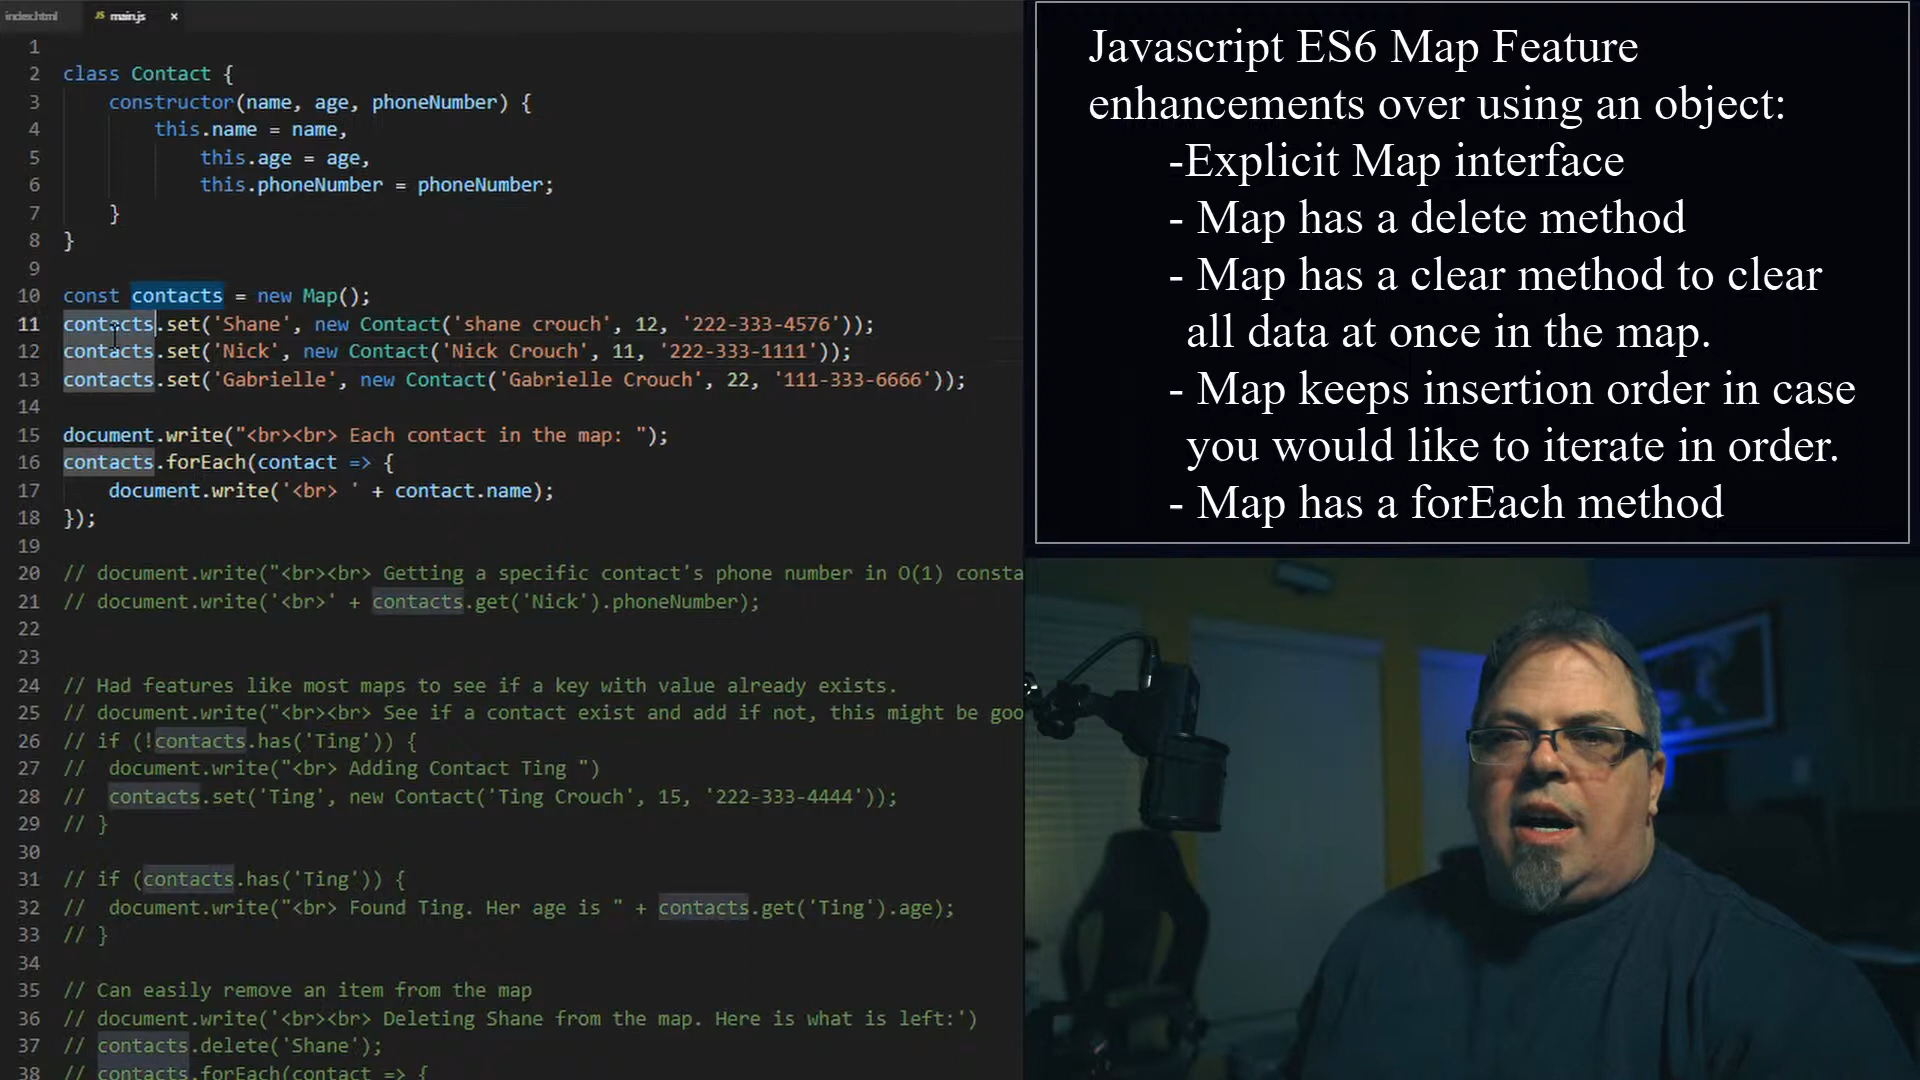 index.html
JS main.js ×
1
2 class Contact {
3 constructor(name, age, phoneNumber) {
4 this.name = name,
5 this.age = age,
6 this.phoneNumber = phoneNumber;
7 }
8 }
9
10 const contacts = new Map();
11 contacts.set('Shane', new Contact('shane crouch', 12, '222-333-4576'));
12 contacts.set('Nick', new Contact('Nick Crouch', 11, '222-333-1111'));
13 contacts.set('Gabrielle', new Contact('Gabrielle Crouch', 22, '111-333-6666'));
14
15 document.write("<br><br> Each contact in the map: ");
16 contacts.forEach(contact => {
17 document.write('<br> ' + contact.name);
18 });
19
20 // document.write("<br><br> Getting a specific contact's phone number in O(1) consta
21 // document.write('<br>' + contacts.get('Nick').phoneNumber);
22
23
24 // Had features like most maps to see if a key with value already exists.
25 // document.write("<br><br> See if a contact exist and add if not, this might be goo
26 // if (!contacts.has('Ting')) {
27 // document.write("<br> Adding Contact Ting ")
28 // contacts.set('Ting', new Contact('Ting Crouch', 15, '222-333-4444'));
29 // }
30
31 // if (contacts.has('Ting')) {
32 // document.write("<br> Found Ting. Her age is " + contacts.get('Ting').age);
33 // }
34
35 // Can easily remove an item from the map
36 // document.write('<br><br> Deleting Shane from the map. Here is what is left:')
37 // contacts.delete('Shane');
38 // contacts.forEach(contact => {
Javascript ES6 Map Feature
enhancements over using an object:
-Explicit Map interface
- Map has a delete method
- Map has a clear method to clear
all data at once in the map.
- Map keeps insertion order in case
you would like to iterate in order.
- Map has a forEach method